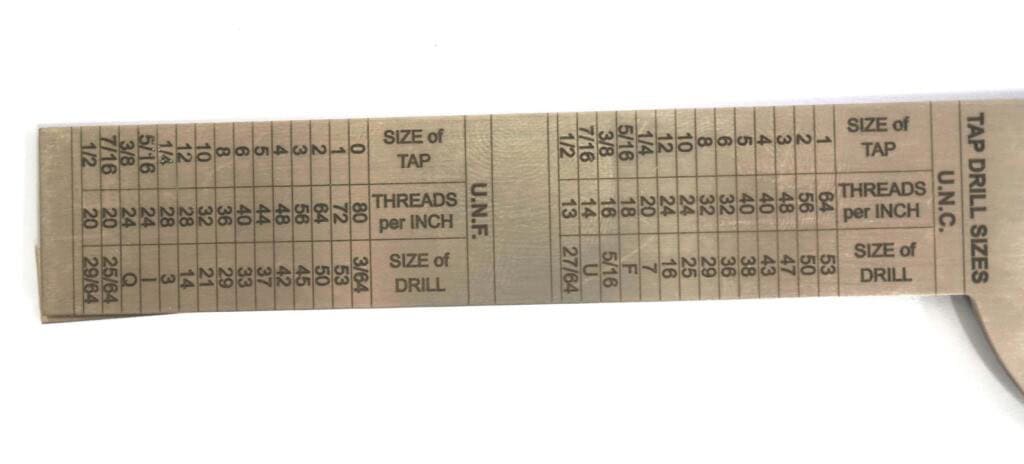 TAP DRILL SIZES
U.N.C.
SIZE of TAP THREADS per INCH SIZE of DRILL
1 64 53
2 56 50
3 48 47
4 40 43
5 40 38
6 32 36
8 32 29
10 24 25
12 24 16
1/4 20 7
5/16 18 F
3/8 16 5/16
7/16 14 U
1/2 13 27/64
U.N.F.
SIZE of TAP THREADS per INCH SIZE of DRILL
0 80 3/64
1 72 53
2 64 50
3 56 45
4 48 42
5 44 37
6 40 33
8 36 29
10 32 21
12 28 14
1/4 28 3
5/16 24 I
3/8 24 Q
7/16 20 25/64
1/2 20 29/64